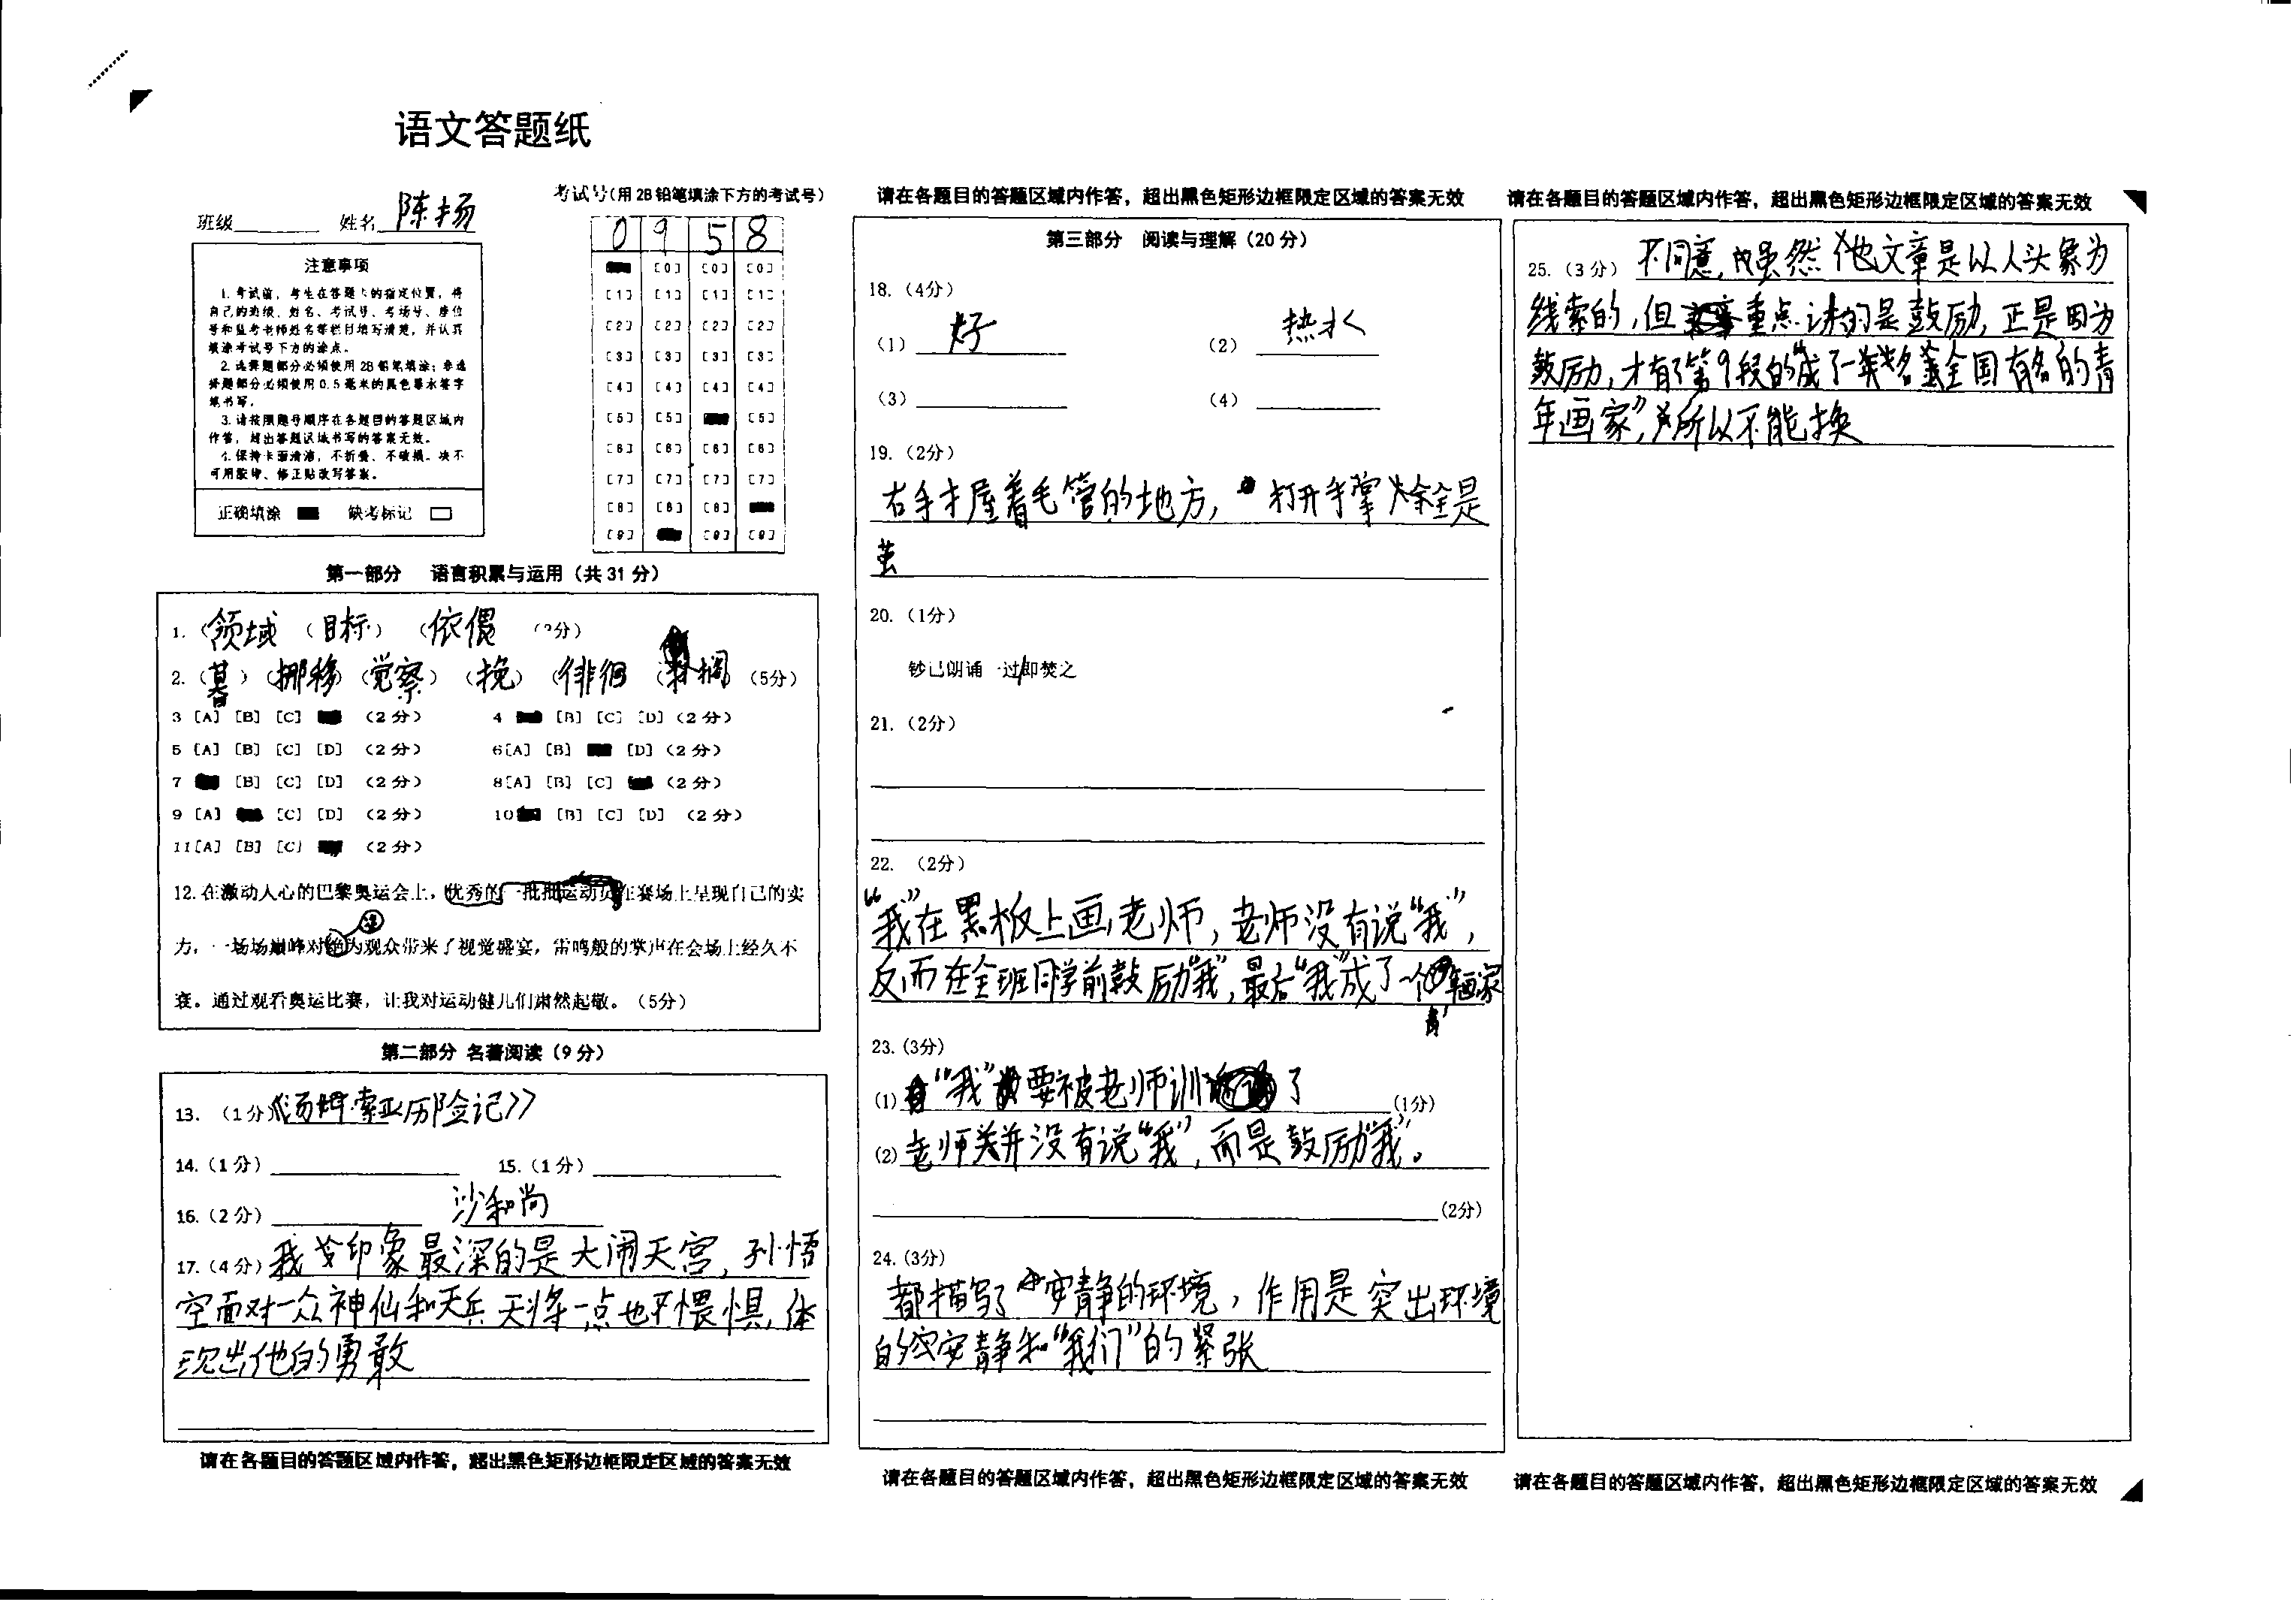 语文答题纸
班级 姓名 陈扬
考试号(用2B铅笔填涂下方的考试号)
0 9 5 8
[0] [0] [0]
[1] [1] [1] [1]
[2] [2] [2] [2]
[3] [3] [3] [3]
[4] [4] [4] [4]
[5] [5] [5]
[6] [6] [6] [6]
[7] [7] [7] [7]
[8] [8] [8]
[9] [9] [9]
注意事项
1.考试前,考生在答题卡的指定位置,将
自己的班级、姓名、考试号、考场号、座位
号和监考老师姓名等栏目填写清楚,并认真
填涂考试号下方的涂点。
2.选择题部分必须使用2B铅笔填涂;非选
择题部分必须使用0.5毫米的黑色墨水签字
笔书写。
3.请按照题号顺序在各题目的答题区域内
作答,超出答题区域书写的答案无效。
4.保持卡面清洁,不折叠、不破损。决不
可用胶带、修正贴改写答案。
正确填涂 缺考标记
第一部分 语言积累与运用(共31分)
1.(领域 (目标) (依偎 (分)
2.(暮)(挪移)(觉察)(挽)(徘徊 ( 搁)(5分)
3 [A] [B] [C] (2分) 4 [B] [C] [D](2分)
5 [A] [B] [C] [D] (2分) 6[A] [B] [D](2分)
7 [B] [C] [D] (2分) 8[A] [B] [C] (2分)
9 [A] [C] [D] (2分) 10 [B] [C] [D] (2分)
11[A] [B] [C] (2分)
12.在激动人心的巴黎奥运会上,优秀的一批批运动员在赛场上呈现自己的实
力,一场场巅峰对绝为观众带来了视觉盛宴,雷鸣般的掌声在会场上经久不
衰。通过观看奥运比赛,让我对运动健儿们肃然起敬。(5分)
第二部分 名著阅读(9分)
13.(1分)《汤姆·索亚历险记》
14.(1分) 15.(1分)
16.(2分) 沙和尚
17.(4分)我 印象最深的是大闹天宫,孙悟
空面对一众神仙和天兵天将一点也不惧惧,体
现出他的勇敢
请在各题目的答题区域内作答,超出黑色矩形边框限定区域的答案无效
请在各题目的答题区域内作答,超出黑色矩形边框限定区域的答案无效
第三部分 阅读与理解(20分)
18.(4分)
(1) 好 (2) 热水
(3) (4)
19.(2分)
右手才屋着毛管的地方, 打开手掌 全是
茧
20.(1分)
钞已朗诵一过/即焚之
21.(2分)
22.(2分)
“我”在黑板上画老师,老师没有说“我”,
反而在全班同学前鼓励“我”,最后“我”成了一个青年画家
23.(3分)
(1) “我” 要被老师训 了 (1分)
(2)老师并没有说“我”,而是鼓励“我”。
(2分)
24.(3分)
都描写了 安静的环境,作用是突出环境
的 安静和“我们”的紧张
请在各题目的答题区域内作答,超出黑色矩形边框限定区域的答案无效
请在各题目的答题区域内作答,超出黑色矩形边框限定区域的答案无效
25.(3分)不同意, 虽然 他文章是以人头象为
线索的,但 重点讲的是鼓励,正是因为
鼓励,才有了第9段的“成了一 名 全国有名的青
年画家”, 所以不能换
请在各题目的答题区域内作答,超出黑色矩形边框限定区域的答案无效